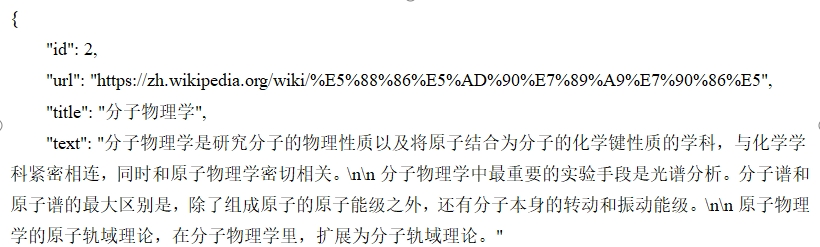 {
"id": 2,
"url": "https://zh.wikipedia.org/wiki/%E5%88%86%E5%AD%90%E7%89%A9%E7%90%86%E5",
"title": "分子物理学",
"text": "分子物理学是研究分子的物理性质以及将原子结合为分子的化学键性质的学科，与化学学
科紧密相连，同时和原子物理学密切相关。\n\n 分子物理学中最重要的实验手段是光谱分析。分子谱和
原子谱的最大区别是，除了组成原子的原子能级之外，还有分子本身的转动和振动能级。\n\n 原子物理
学的原子轨域理论，在分子物理学里，扩展为分子轨域理论。"